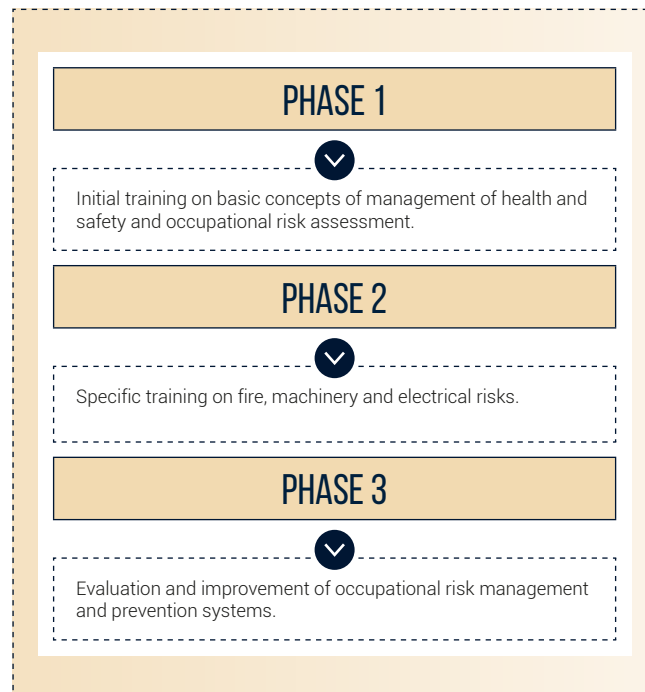 PHASE 1
Initial training on basic concepts of management of health and
safety and occupational risk assessment.
PHASE 2
Specific training on fire, machinery and electrical risks.
PHASE 3
Evaluation and improvement of occupational risk management
and prevention systems.